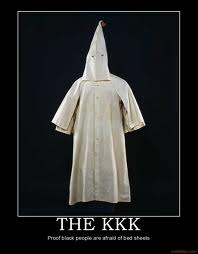 THE KKK
Proof black people are afraid of bed sheets